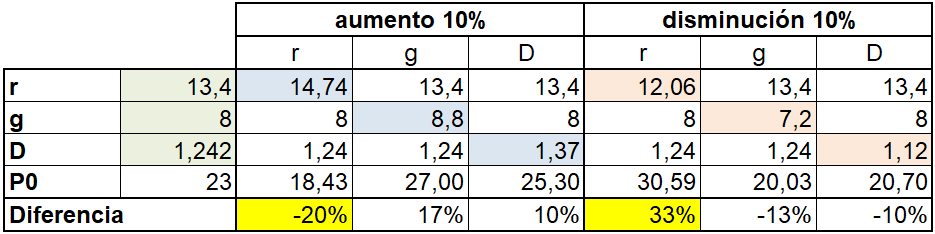 aumento 10% disminución 10%
r g D r g D
r 13,4 14,74 13,4 13,4 12,06 13,4 13,4
g 8 8 8,8 8 8 7,2 8
D 1,242 1,24 1,24 1,37 1,24 1,24 1,12
P0 23 18,43 27,00 25,30 30,59 20,03 20,70
Diferencia -20% 17% 10% 33% -13% -10%